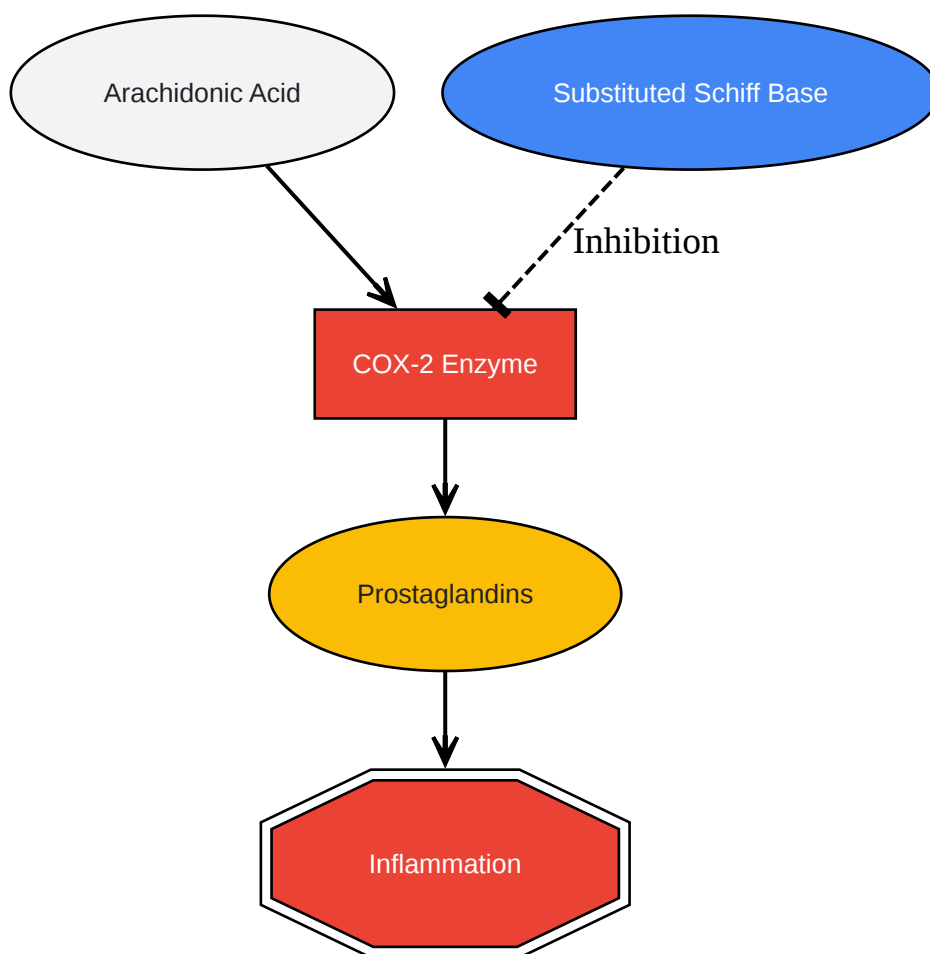 Arachidonic Acid
Substituted Schiff Base
Inhibition
COX-2 Enzyme
Prostaglandins
Inflammation